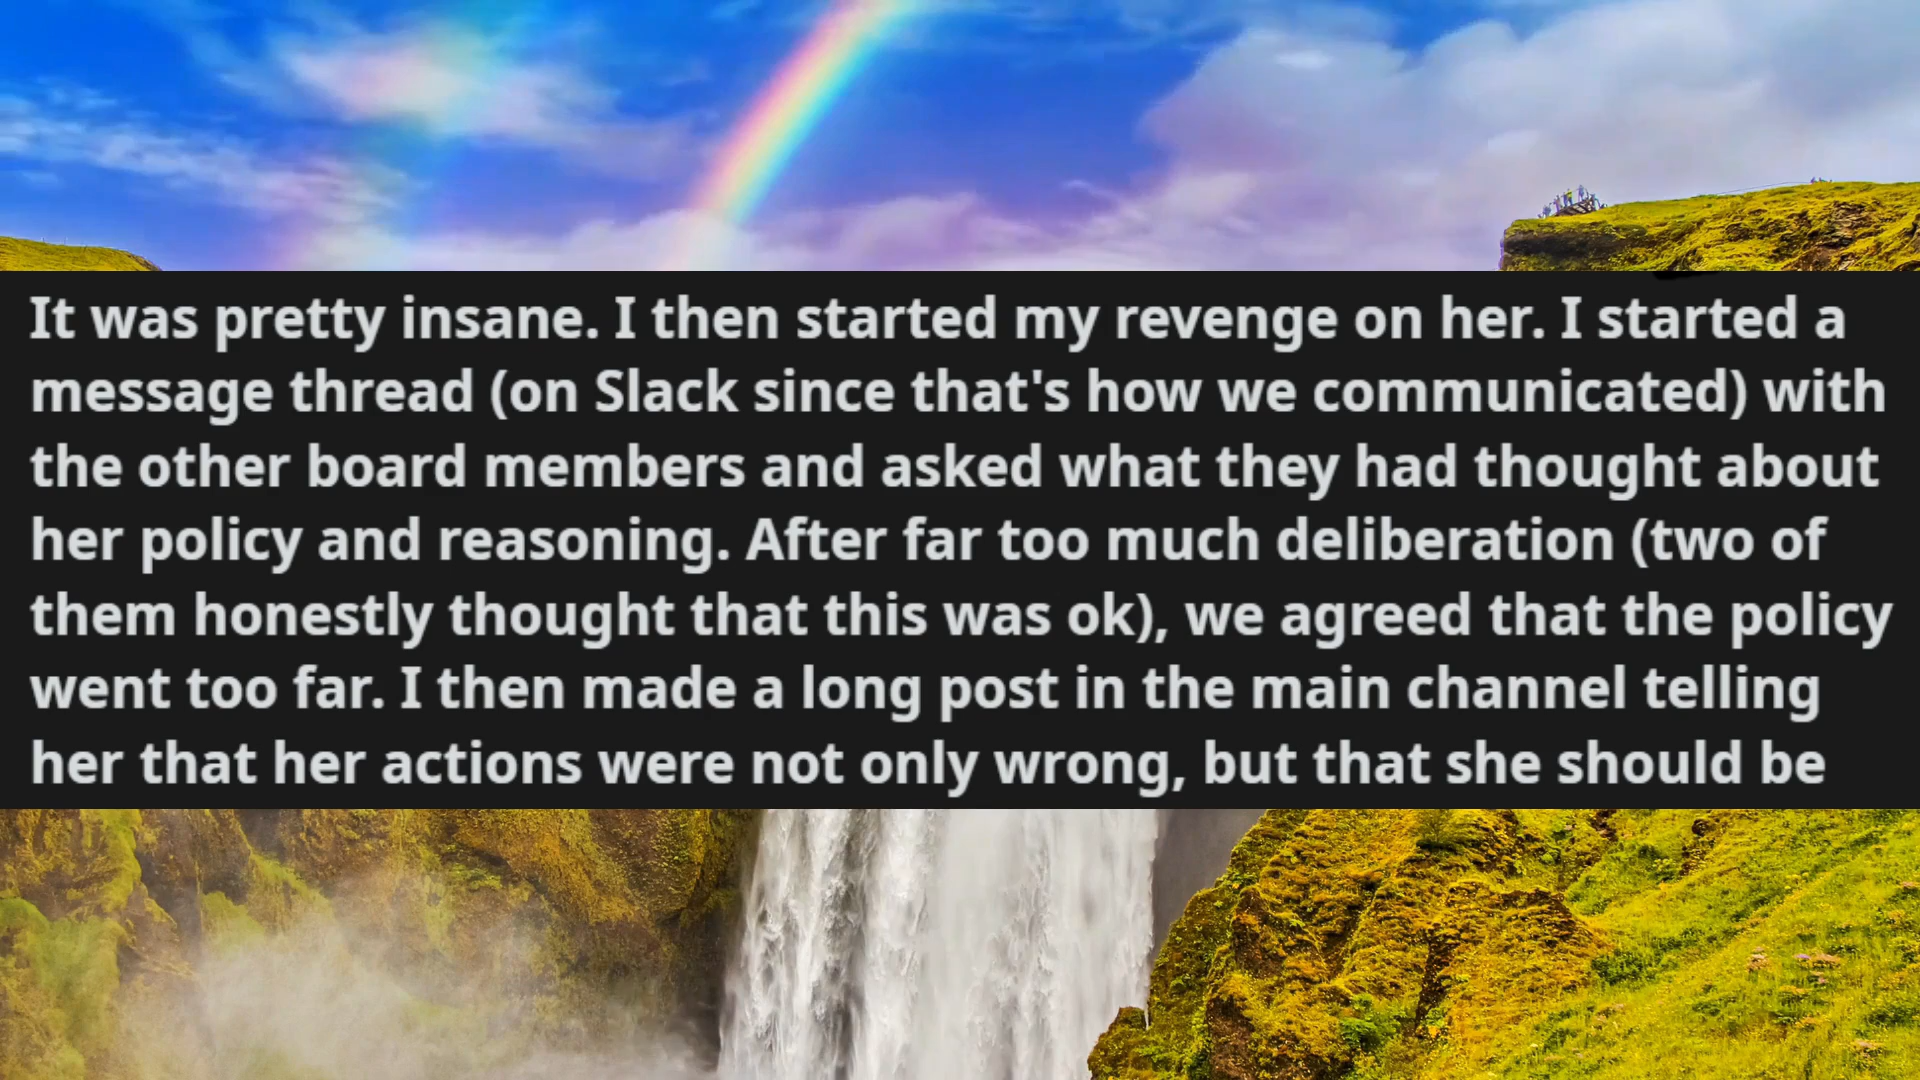 It was pretty insane. I then started my revenge on her. I started a
message thread (on Slack since that's how we communicated) with
the other board members and asked what they had thought about
her policy and reasoning. After far too much deliberation (two of
them honestly thought that this was ok), we agreed that the policy
went too far. I then made a long post in the main channel telling
her that her actions were not only wrong, but that she should be